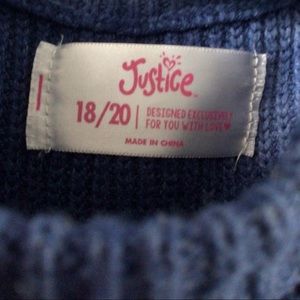 Justice
18/20
DESIGNED EXCLUSIVELY
FOR YOU WITH LOVE
MADE IN CHINA